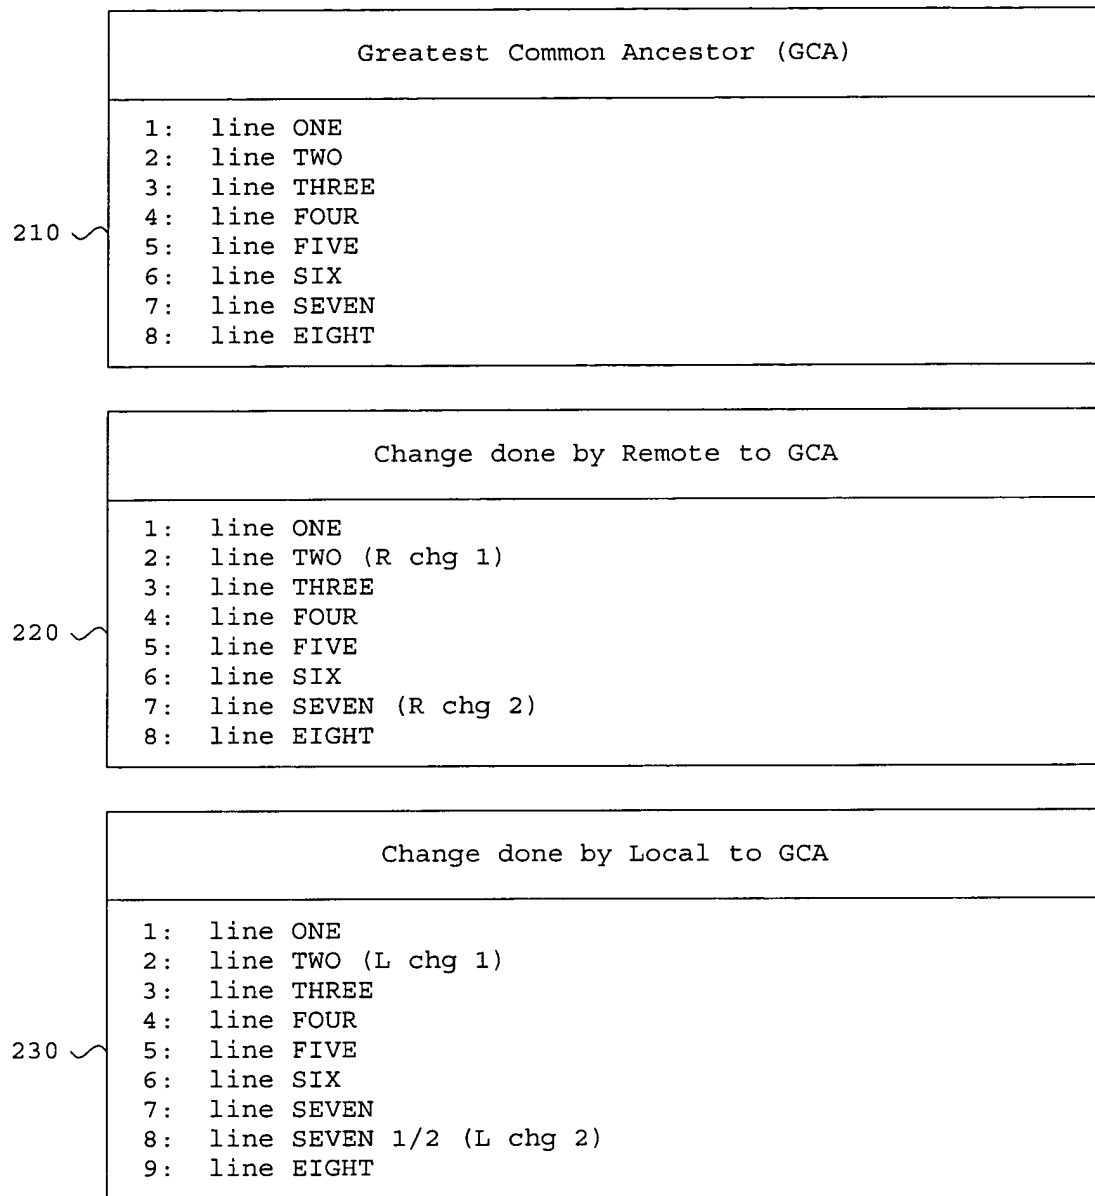 Greatest Common Ancestor (GCA)
1: line ONE
2: line TWO
3: line THREE
210
4: line FOUR
5: line FIVE
6: line SIX
7: line SEVEN
8: line EIGHT
Change done by Remote to GCA
1: line ONE
2: line TWO (R chg 1)
3: line THREE
4: line FOUR
220
5: line FIVE
6: line SIX
7: line SEVEN (R chg 2)
8: line EIGHT
Change done by Local to GCA
1: line ONE
2: line TWO (L chg 1)
3: line THREE
4: line FOUR
230
5: line FIVE
6: line SIX
7: line SEVEN
8: line SEVEN 1/2 (L chg 2)
9: line EIGHT